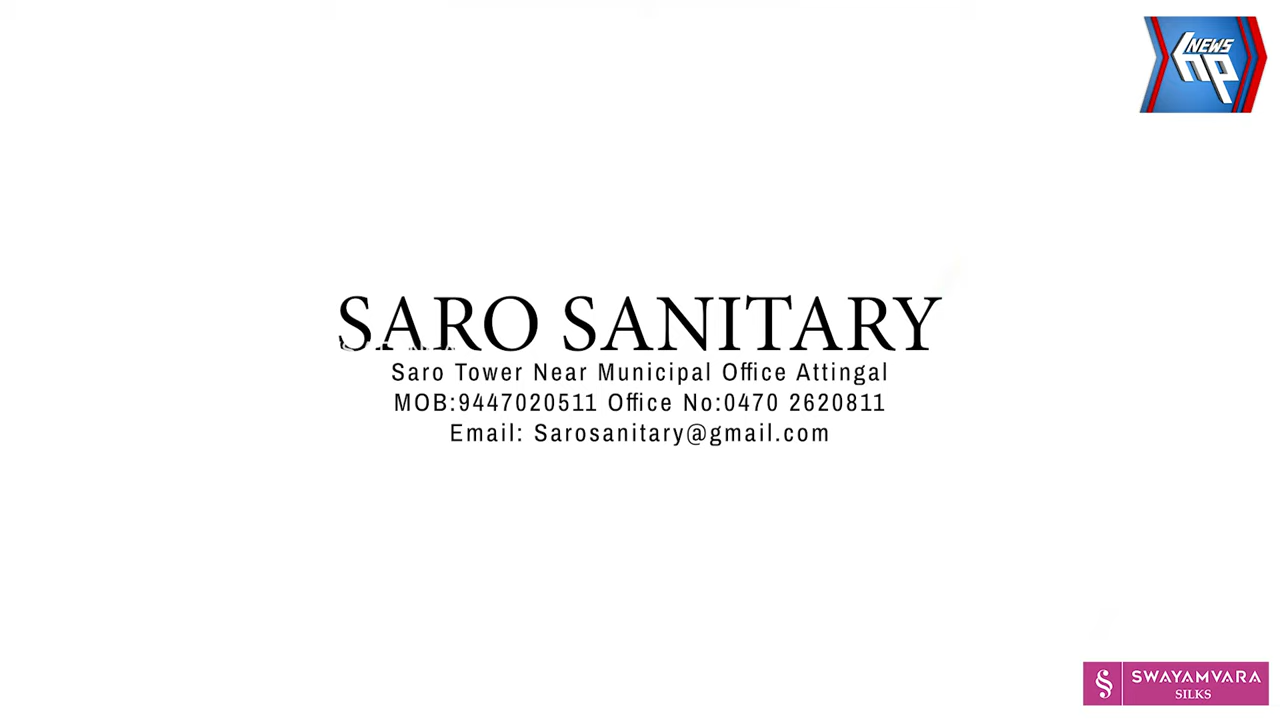 NEWS
hp
SARO SANITARY
Saro Tower Near Municipal Office Attingal
MOB:9447020511 Office No:0470 2620811
Email: Sarosanitary@gmail.com
SWAYAMVARA
SILKS